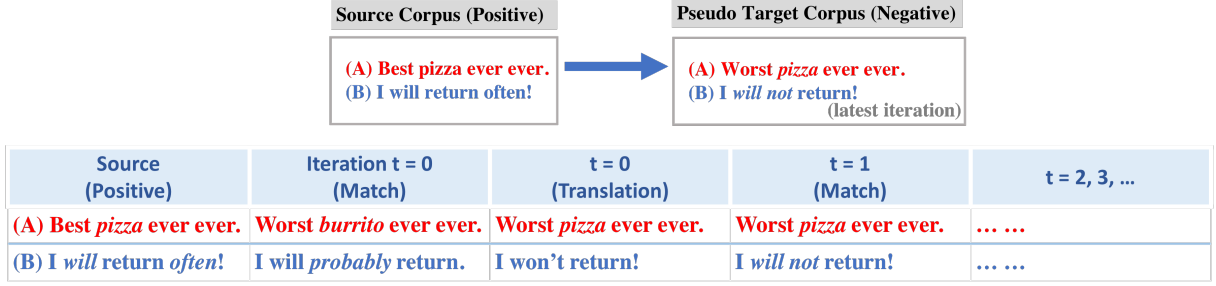 Source Corpus (Positive)
Pseudo Target Corpus (Negative)
(A) Best pizza ever ever.
(B) I will return often!
(A) Worst pizza ever ever.
(B) I will not return!
(latest iteration)
Source (Positive)
Iteration t = 0 (Match)
t = 0 (Translation)
t = 1 (Match)
t = 2, 3, …
(A) Best pizza ever ever.
Worst burrito ever ever.
Worst pizza ever ever.
Worst pizza ever ever.
… …
(B) I will return often!
I will probably return.
I won't return!
I will not return!
… …